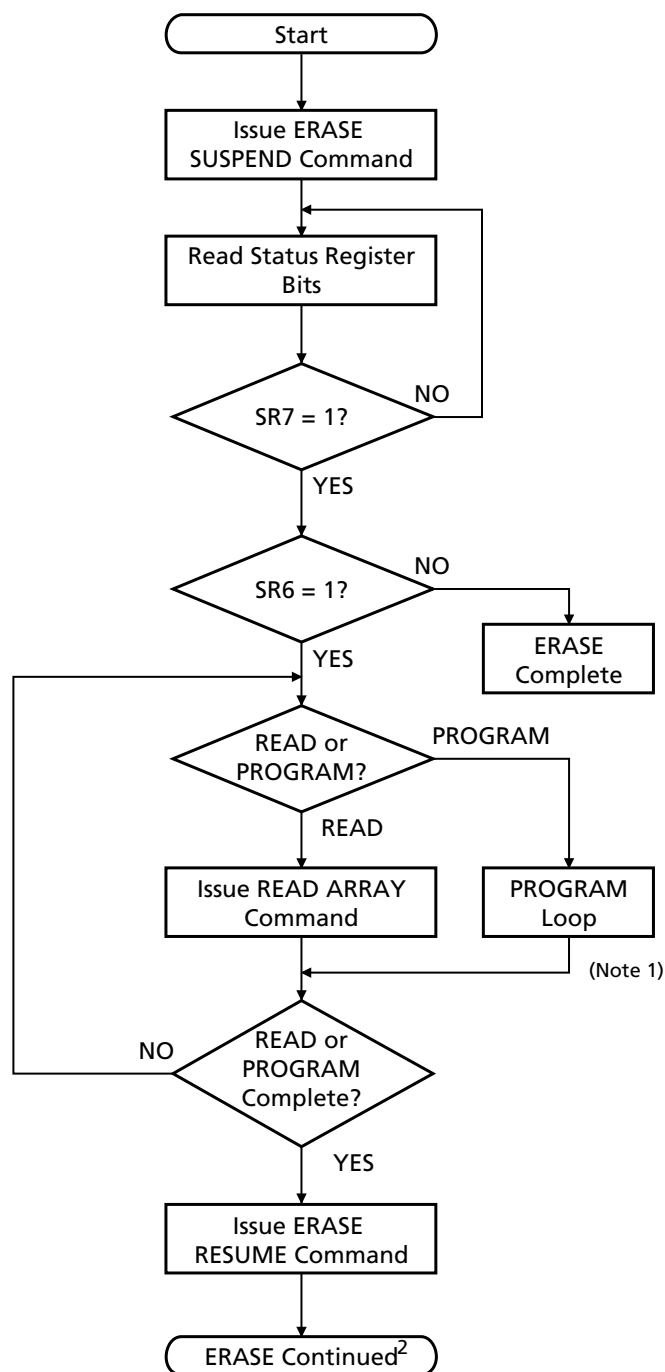 Start
Issue ERASE
SUSPEND Command
Read Status Register
Bits
NO
SR7 = 1?
YES
NO
SR6 = 1?
YES
ERASE
Complete
READ or
PROGRAM?
PROGRAM
READ
Issue READ ARRAY
Command
PROGRAM
Loop
(Note 1)
NO
READ or
PROGRAM
Complete?
YES
Issue ERASE
RESUME Command
ERASE Continued²